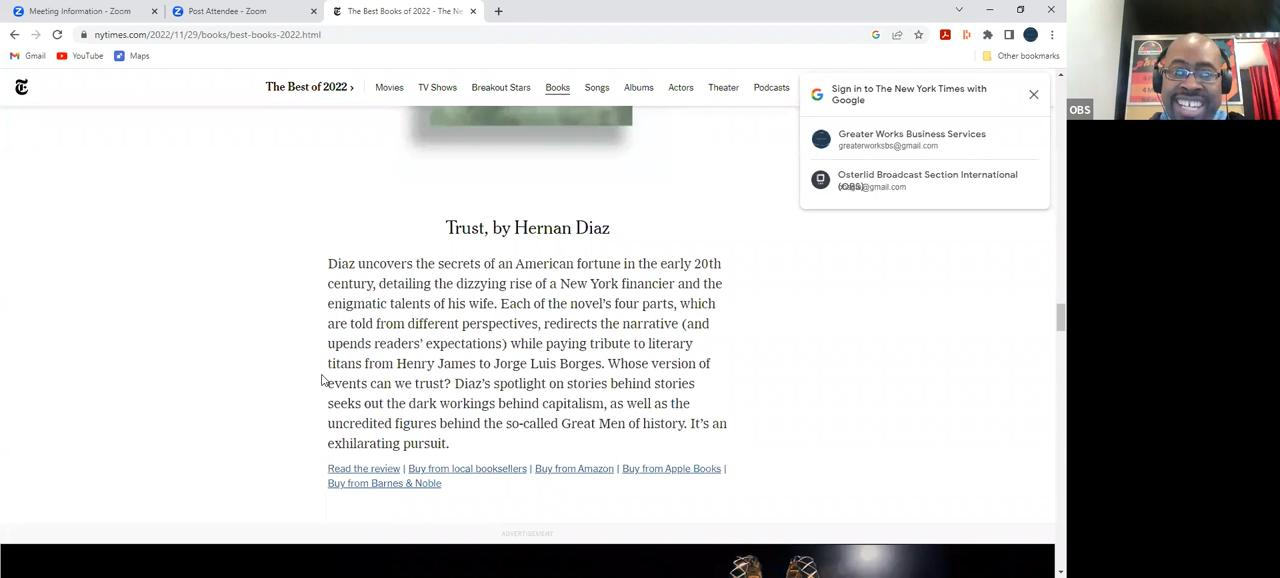 Meeting Information - Zoom
Post Attendee - Zoom
The Best Books of 2022 - The Ne
nytimes.com/2022/11/29/books/best-books-2022.html
Gmail
YouTube
Maps
Other bookmarks
The Best of 2022 ›
Movies
TV Shows
Breakout Stars
Books
Songs
Albums
Actors
Theater
Podcasts
Sign in to The New York Times with
Google
Greater Works Business Services
greaterworksbs@gmail.com
Osterlid Broadcast Section International
(OBS)
@gmail.com
OBS
Trust, by Hernan Diaz
Diaz uncovers the secrets of an American fortune in the early 20th
century, detailing the dizzying rise of a New York financier and the
enigmatic talents of his wife. Each of the novel's four parts, which
are told from different perspectives, redirects the narrative (and
upends readers' expectations) while paying tribute to literary
titans from Henry James to Jorge Luis Borges. Whose version of
events can we trust? Diaz's spotlight on stories behind stories
seeks out the dark workings behind capitalism, as well as the
uncredited figures behind the so-called Great Men of history. It's an
exhilarating pursuit.
Read the review | Buy from local booksellers | Buy from Amazon | Buy from Apple Books |
Buy from Barnes & Noble
ADVERTISEMENT